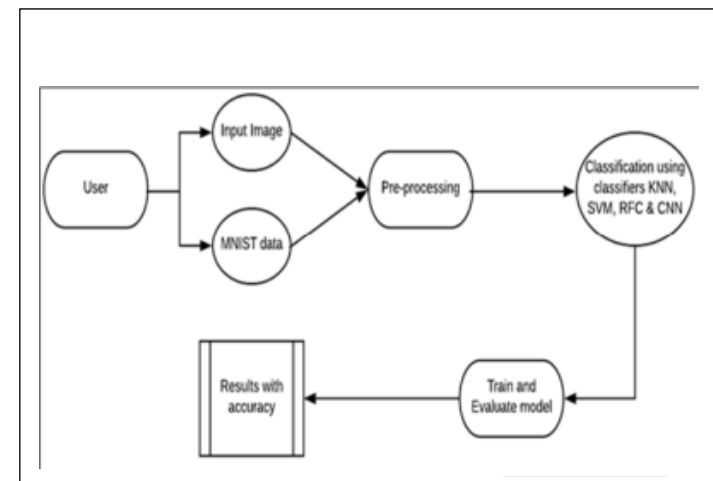 User
Input Image
MNIST data
Pre-processing
Classification using
classifiers KNN,
SVM, RFC & CNN
Train and
Evaluate model
Results with
accuracy